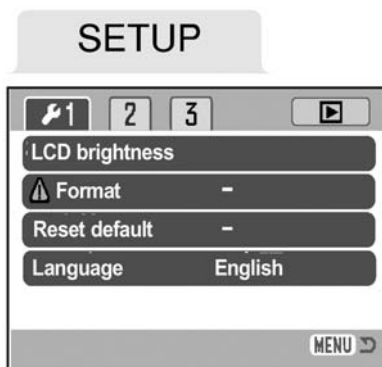 SETUP
1 2 3
LCD brightness
Format -
Reset default -
Language English
MENU